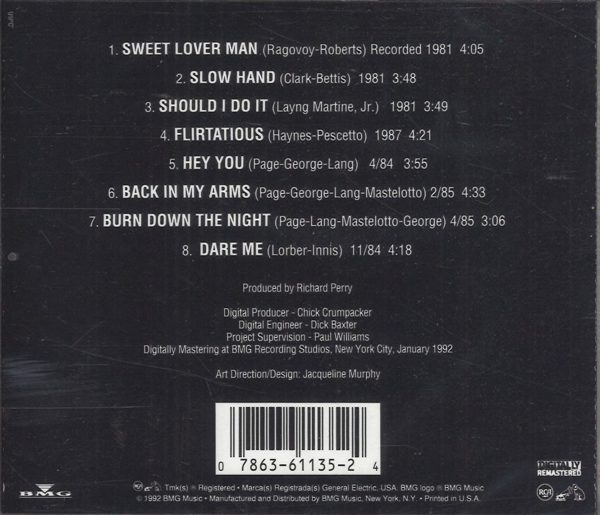 1. SWEET LOVER MAN (Ragovoy-Roberts) Recorded 1981 4:05
2. SLOW HAND (Clark-Bettis) 1981 3:48
3. SHOULD I DO IT (Layng Martine, Jr.) 1981 3:49
4. FLIRTATIOUS (Haynes-Pescetto) 1987 4:21
5. HEY YOU (Page-George-Lang) 4/84 3:55
6. BACK IN MY ARMS (Page-George-Lang-Mastelotto) 2/85 4:33
7. BURN DOWN THE NIGHT (Page-Lang-Mastelotto-George) 4/85 3:06
8. DARE ME (Lorber-Innis) 11/84 4:18
Produced by Richard Perry
Digital Producer - Chick Crumpacker
Digital Engineer - Dick Baxter
Project Supervision - Paul Williams
Digitally Mastering at BMG Recording Studios, New York City, January 1992
Art Direction/Design: Jacqueline Murphy
0 7863-61135-2 4
BMG
Tmk(s) ® Registered • Marca(s) Registrada(s) General Electric, USA. BMG logo ® BMG Music
© 1992 BMG Music • Manufactured and Distributed by BMG Music, New York, N.Y. • Printed in U.S.A.
DIGITALLY
REMASTERED
RCA